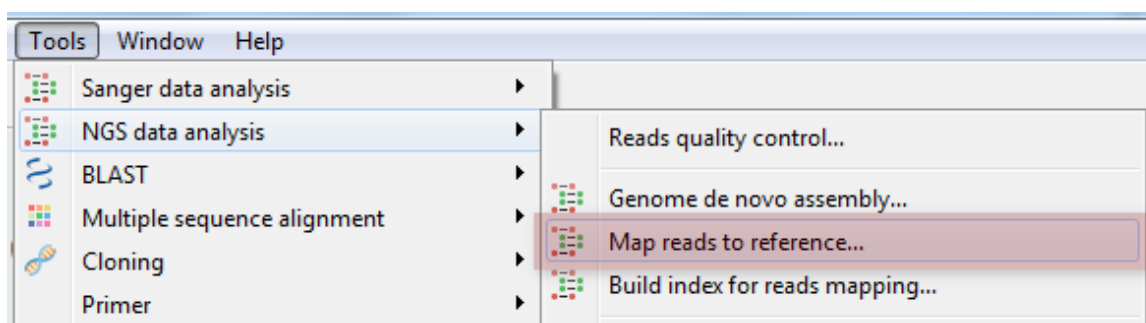 Tools Window Help
Sanger data analysis
NGS data analysis
BLAST
Multiple sequence alignment
Cloning
Primer
Reads quality control...
Genome de novo assembly...
Map reads to reference...
Build index for reads mapping...